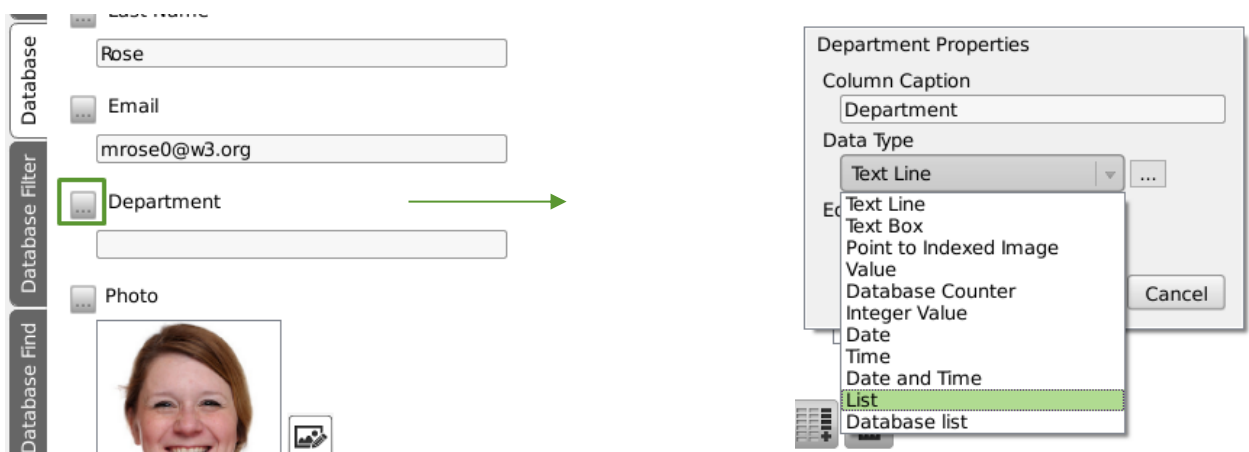 Last Name
Rose
Email
mrose0@w3.org
Department
Photo
Database
Database Filter
Database Find
Department Properties
Column Caption
Department
Data Type
Text Line
...
Text Line
Text Box
Point to Indexed Image
Value
Database Counter
Integer Value
Date
Time
Date and Time
List
Database list
Cancel